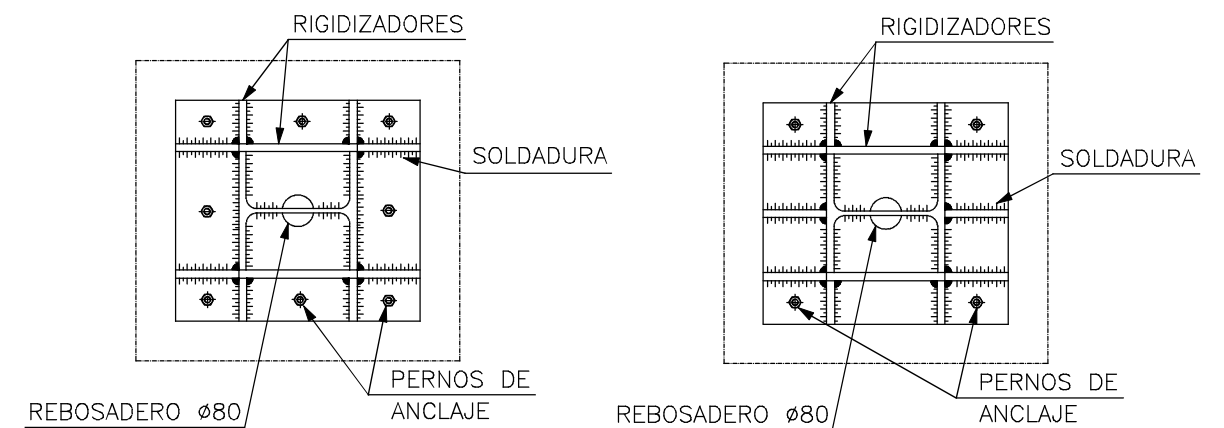 RIGIDIZADORES
SOLDADURA
PERNOS DE
ANCLAJE
REBOSADERO ø80
RIGIDIZADORES
SOLDADURA
PERNOS DE
ANCLAJE
REBOSADERO ø80